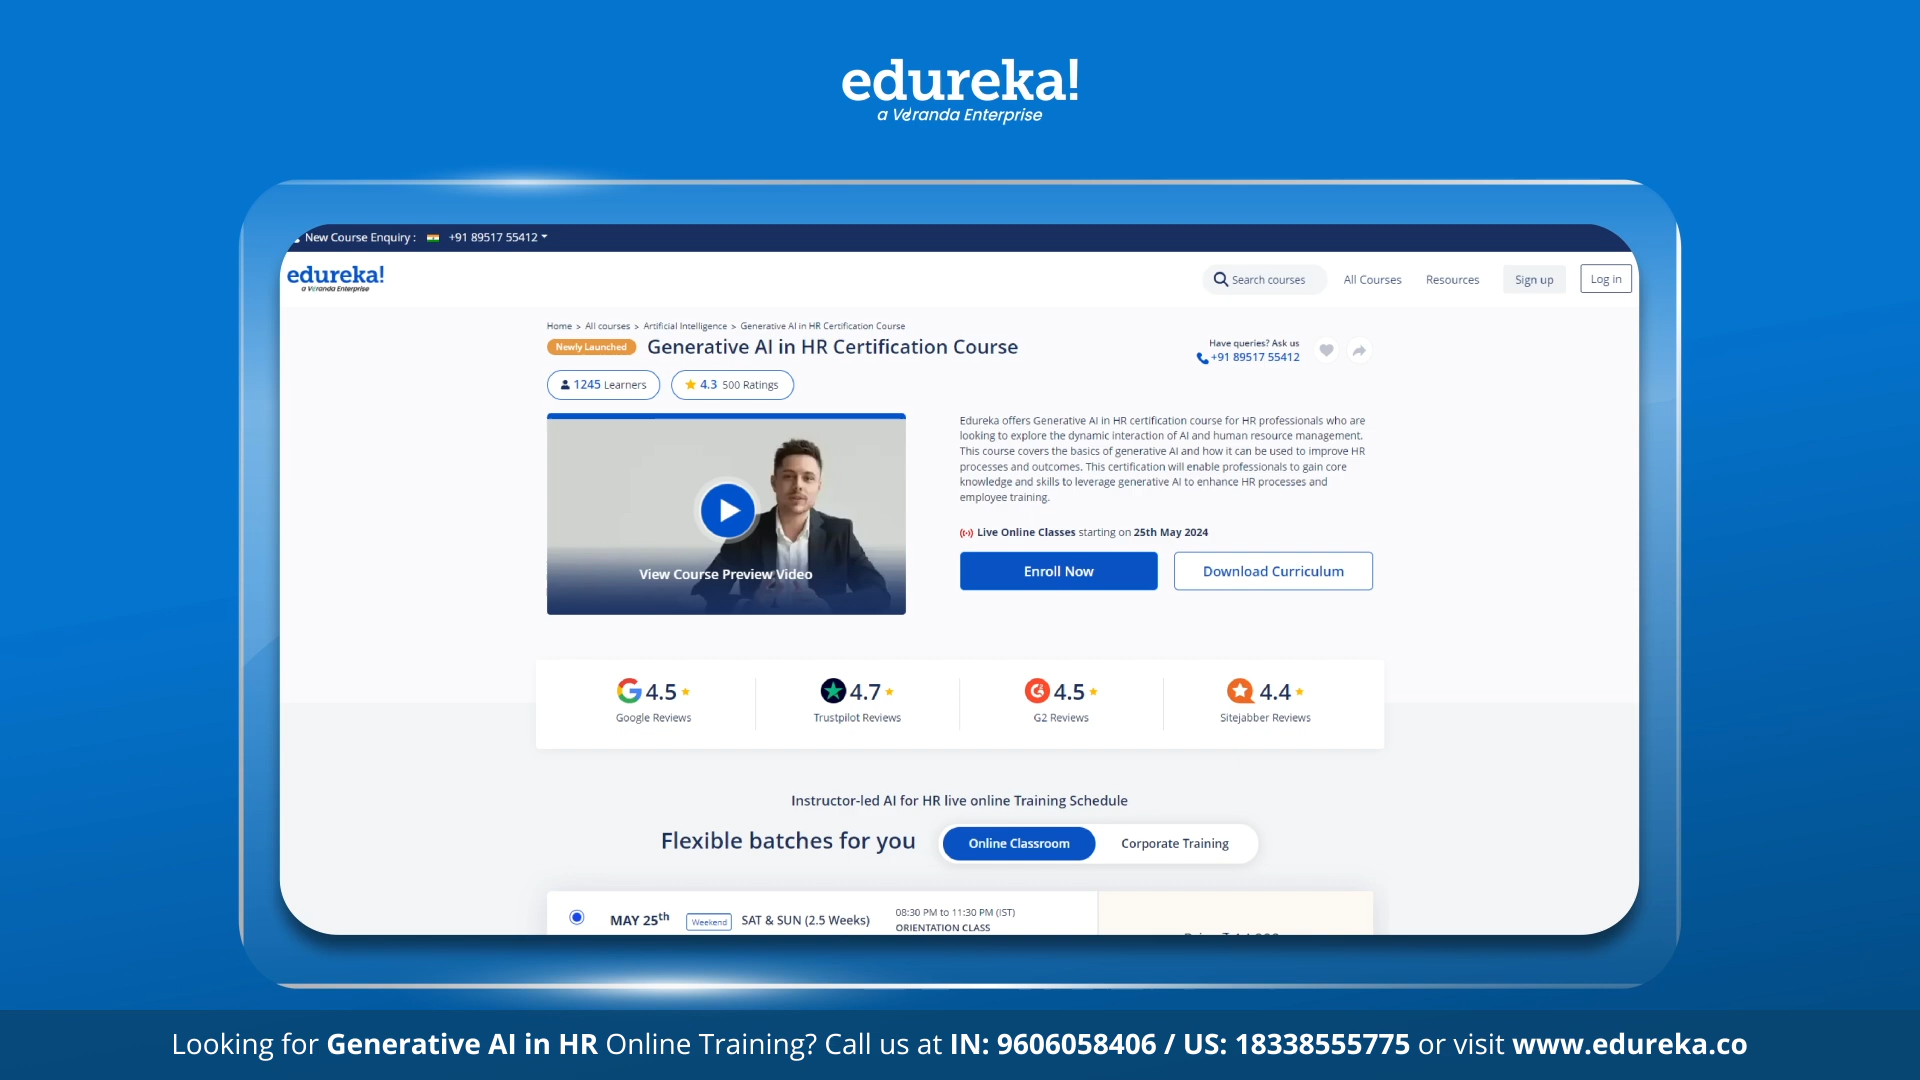 edureka!
a Veranda Enterprise
New Course Enquiry : +91 89517 55412
edureka!
a Veranda Enterprise
Search courses
All Courses
Resources
Sign up
Log in
Home > All courses > Artificial Intelligence > Generative AI in HR Certification Course
Newly Launched
Generative AI in HR Certification Course
Have queries? Ask us
+91 89517 55412
1245 Learners
4.3 500 Ratings
View Course Preview Video
Edureka offers Generative AI in HR certification course for HR professionals who are
looking to explore the dynamic interaction of AI and human resource management.
This course covers the basics of generative AI and how it can be used to improve HR
processes and outcomes. This certification will enable professionals to gain core
knowledge and skills to leverage generative AI to enhance HR processes and
employee training.
Live Online Classes starting on 25th May 2024
Enroll Now
Download Curriculum
4.5
Google Reviews
4.7
Trustpilot Reviews
4.5
G2 Reviews
4.4
Sitejabber Reviews
Instructor-led AI for HR live online Training Schedule
Flexible batches for you
Online Classroom
Corporate Training
MAY 25th
Weekend
SAT & SUN (2.5 Weeks)
08:30 PM to 11:30 PM (IST)
ORIENTATION CLASS
Looking for Generative AI in HR Online Training? Call us at IN: 9606058406 / US: 18338555775 or visit www.edureka.co